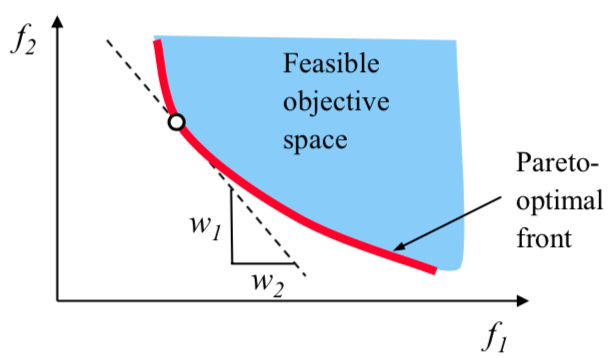 f2
Feasible
objective
space
Pareto-
optimal
front
w1
w2
f1